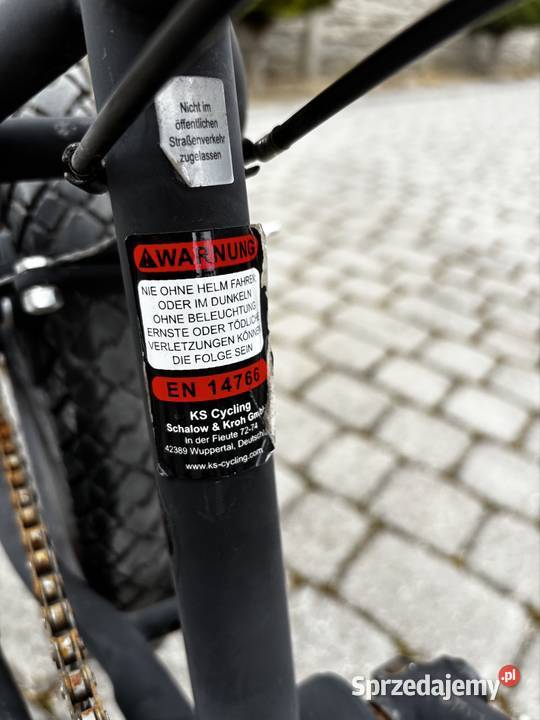 Nicht im
öffentlichen
Straßenverkehr
zugelassen
WARNUNG
NIE OHNE HELM FAHREN
ODER IM DUNKELN
OHNE BELEUCHTUNG
ERNSTE ODER TÖDLICHE
VERLETZUNGEN KÖNNEN
DIE FOLGE SEIN
EN 14766
KS Cycling
Schalow & Kroh GmbH
In der Fleute 72-74
42389 Wuppertal, Deutschl
www.ks-cycling.com
Sprzedajemy.pl